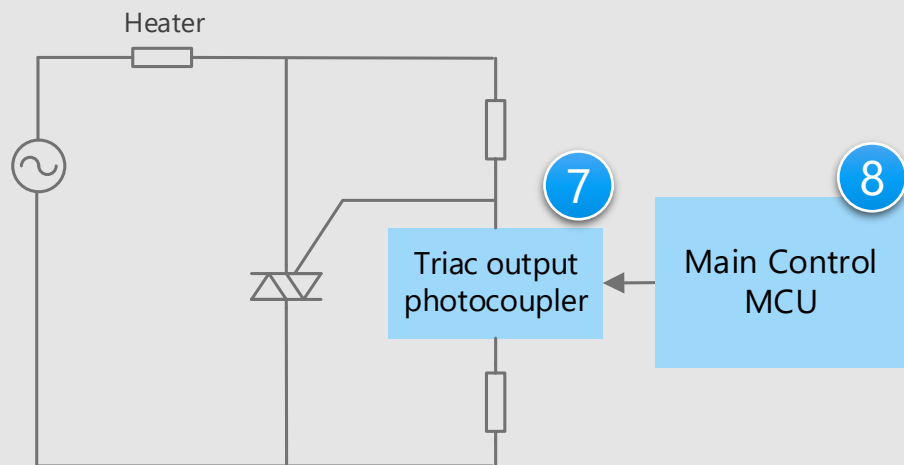 Heater
7
8
Triac output
photocoupler
Main Control
MCU